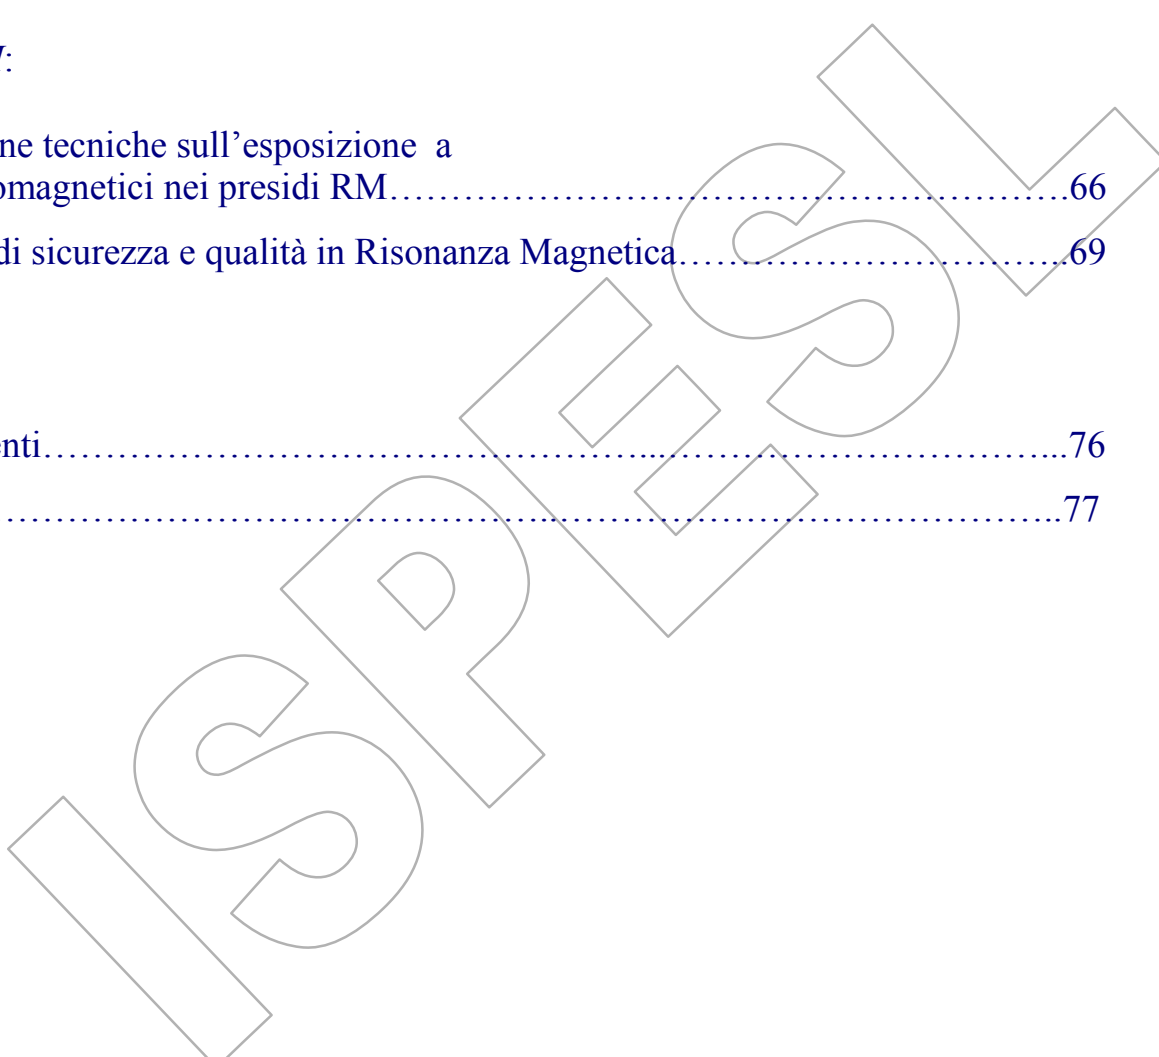 :
ne tecniche sull’esposizione a
omagnetici nei presidi RM……………………………………………….66
di sicurezza e qualità in Risonanza Magnetica…………………………..69
enti…………………………………………...…………………………...76
……………………………………..…………………………………..77
ISPESL